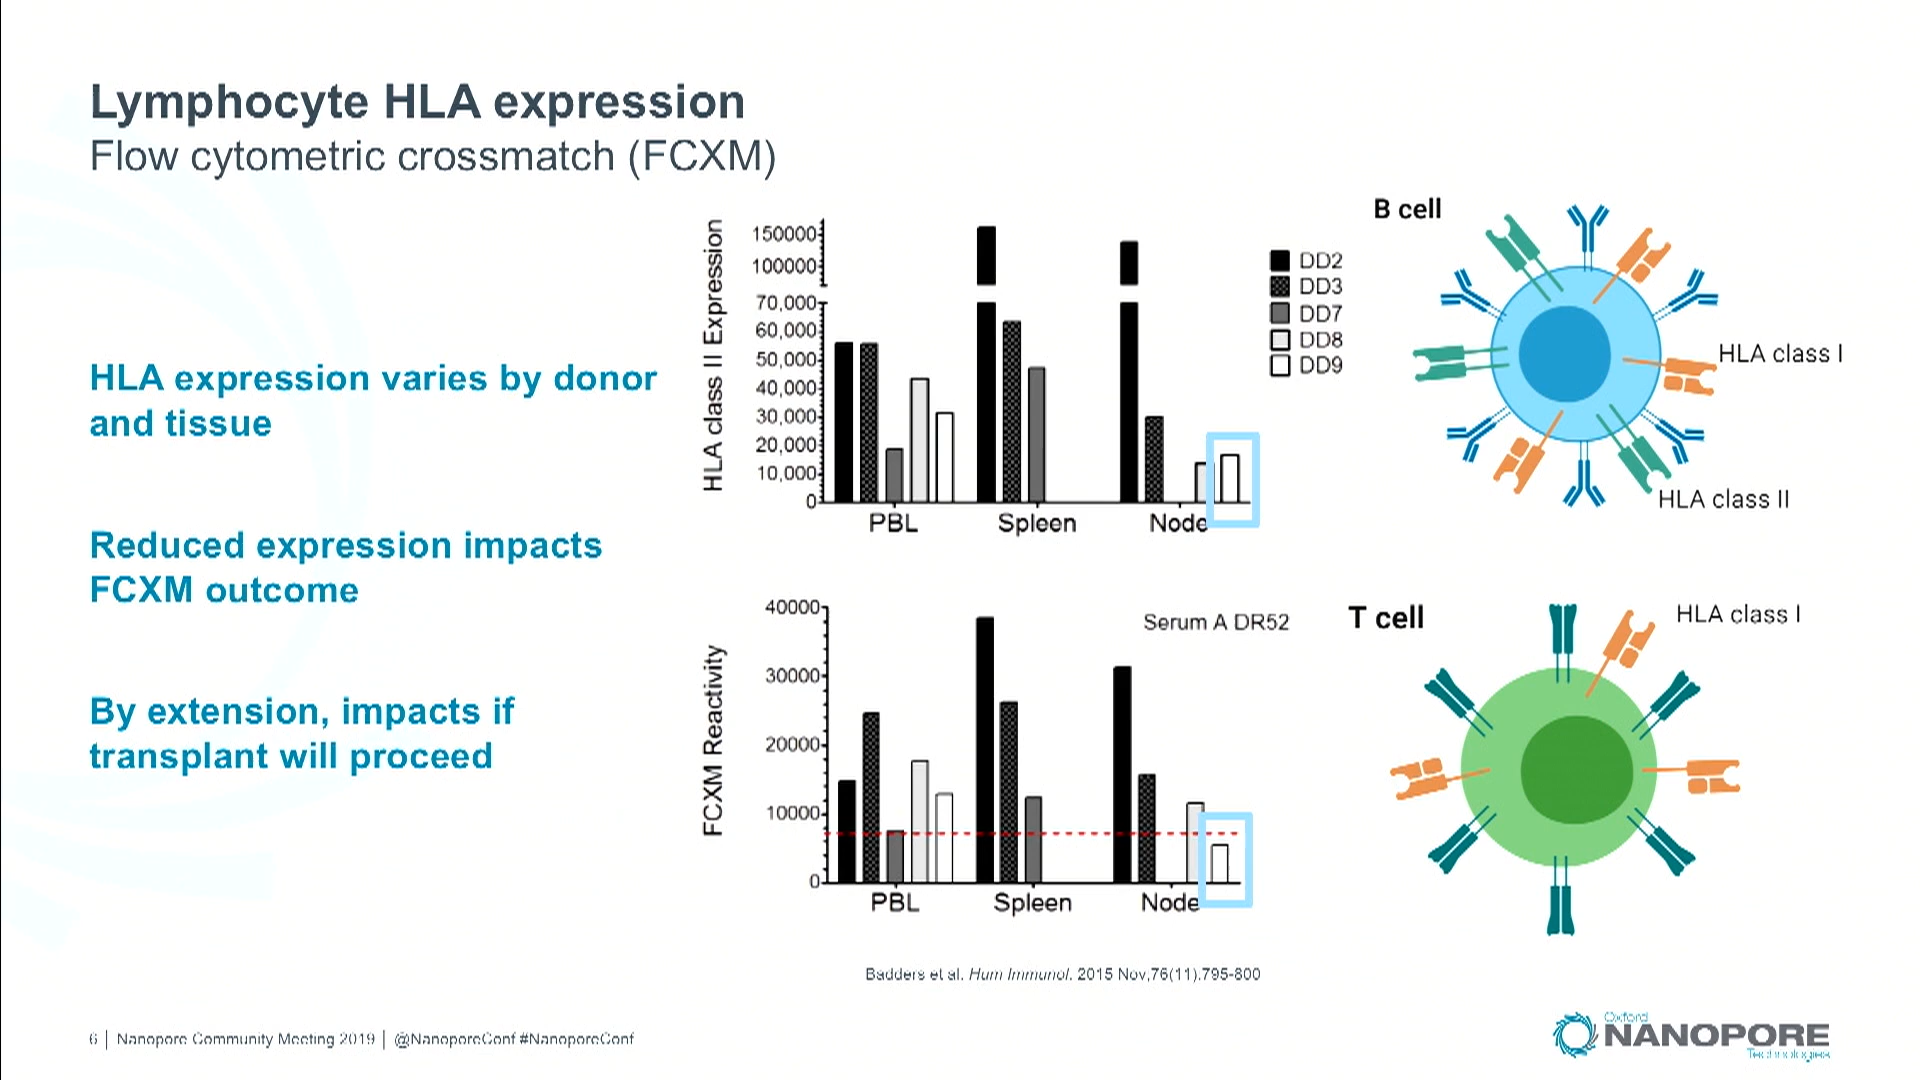 Lymphocyte HLA expression
Flow cytometric crossmatch (FCXM)
HLA expression varies by donor
and tissue
Reduced expression impacts
FCXM outcome
By extension, impacts if
transplant will proceed
HLA class II Expression
150000
100000
70,000
60,000
50,000
40,000
30,000
20,000
10,000
0
PBL Spleen Node
DD2
DD3
DD7
DD8
DD9
FCXM Reactivity
40000
30000
20000
10000
0
Serum A DR52
PBL Spleen Node
B cell
HLA class I
HLA class II
T cell
HLA class I
Badders et al. Hum Immunol. 2015 Nov;76(11):795-800
6 | Nanopore Community Meeting 2019 | @NanoporeConf #NanoporeConf
Oxford
NANOPORE
Technologies